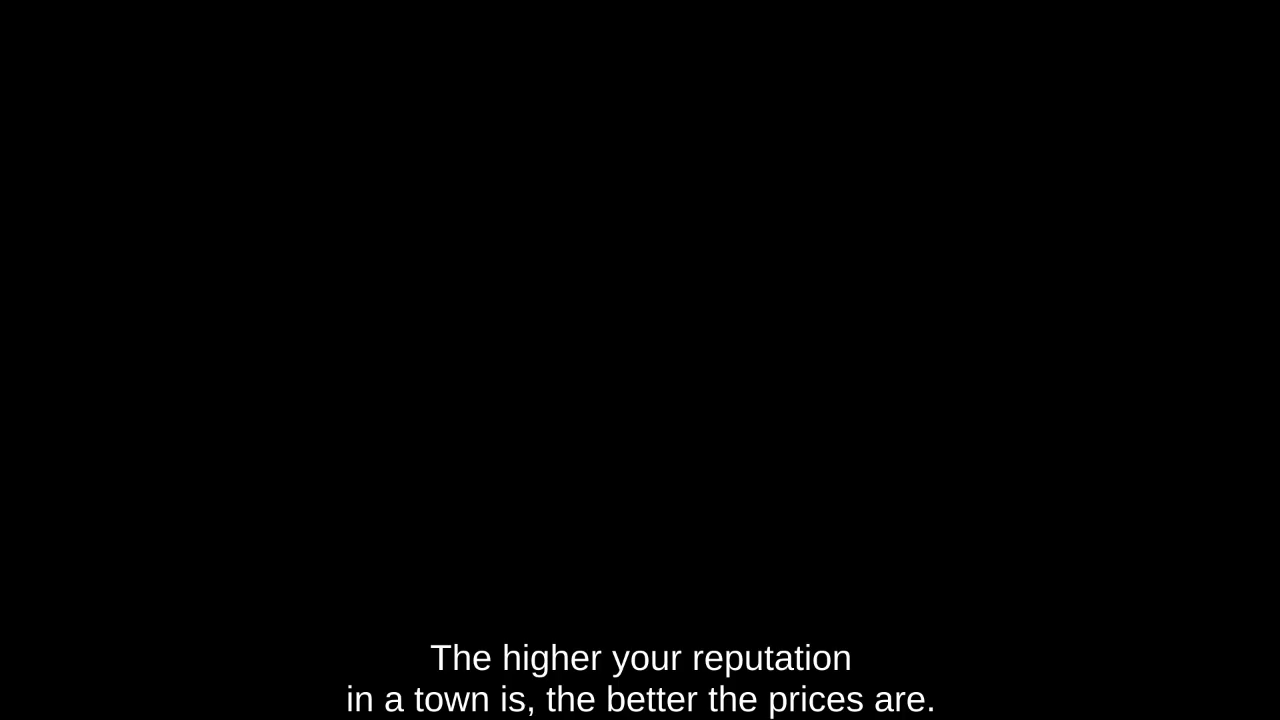 The higher your reputation
in a town is, the better the prices are.